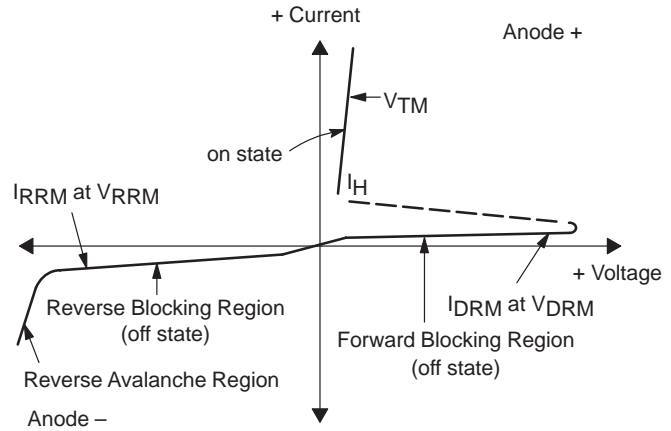 + Current
Anode +
VTM
on state
IH
IRRM at VRRM
+ Voltage
IDRM at VDRM
Reverse Blocking Region
(off state)
Forward Blocking Region
(off state)
Reverse Avalanche Region
Anode –